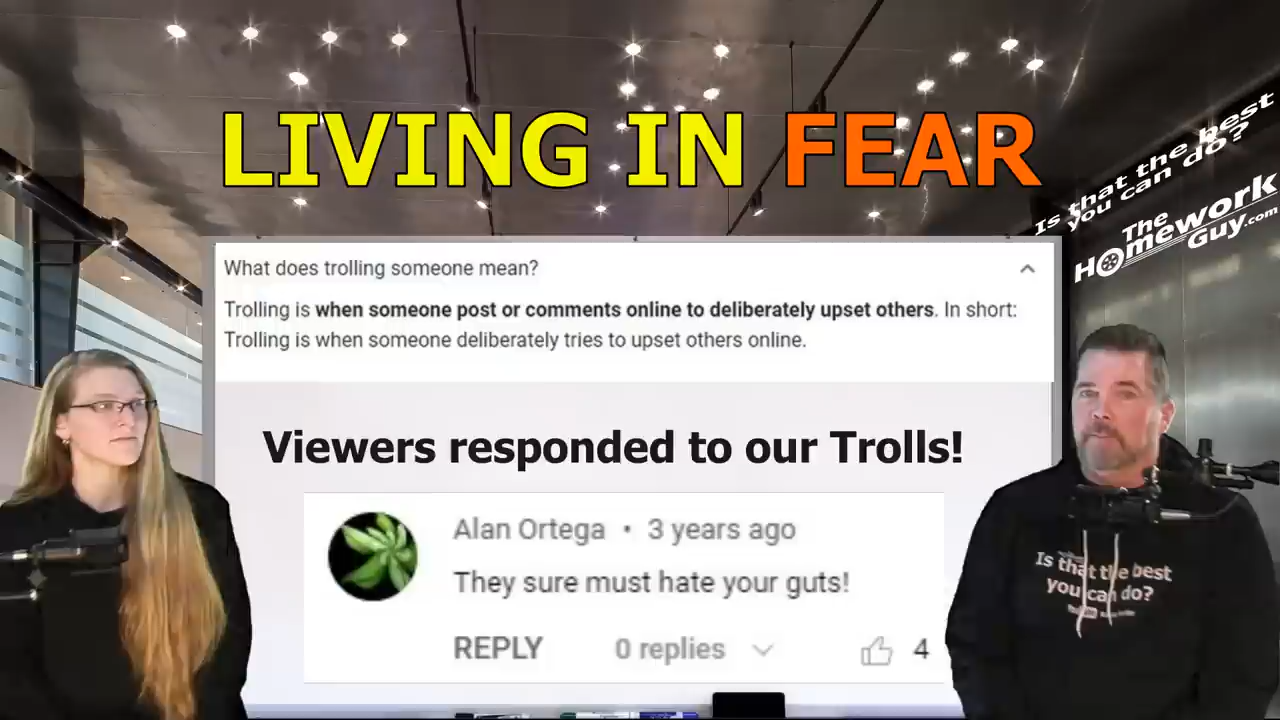 LIVING IN FEAR
Is that the best
you can do?
The
Homework
Guy.com
What does trolling someone mean?
Trolling is when someone post or comments online to deliberately upset others. In short:
Trolling is when someone deliberately tries to upset others online.
Viewers responded to our Trolls!
Alan Ortega • 3 years ago
They sure must hate your guts!
REPLY 0 replies 4
Is that the best
you can do?